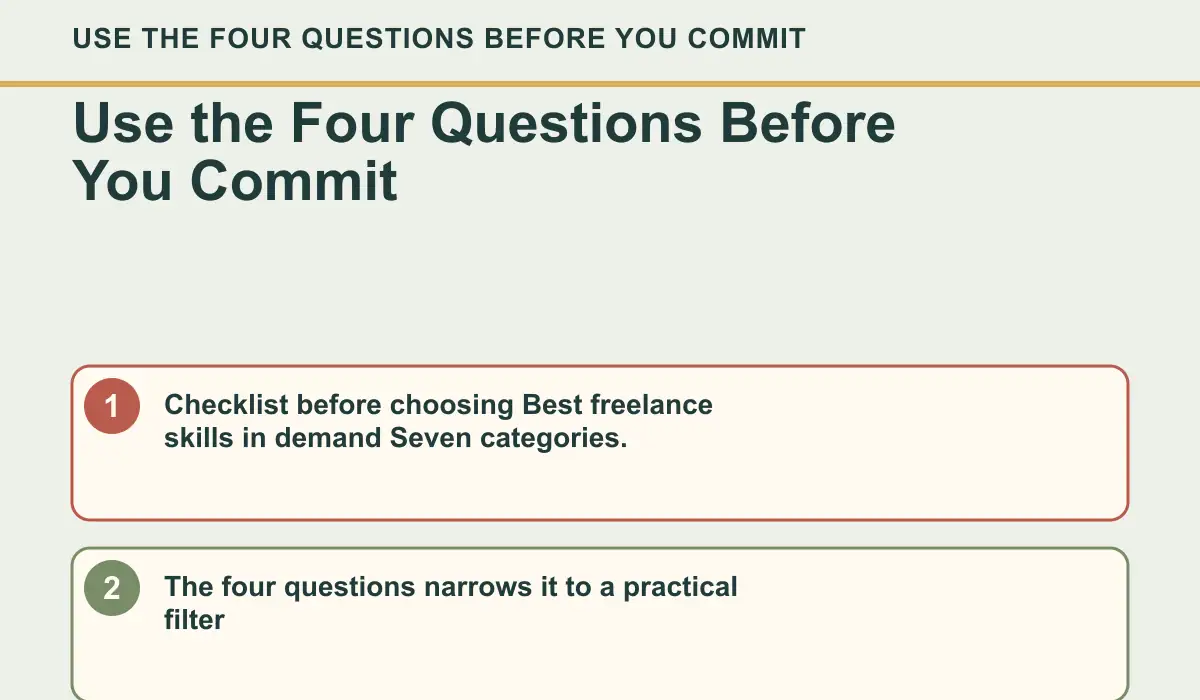 USE THE FOUR QUESTIONS BEFORE YOU COMMIT
Use the Four Questions Before
You Commit
1
Checklist before choosing Best freelance
skills in demand Seven categories.
2
The four questions narrows it to a practical
filter